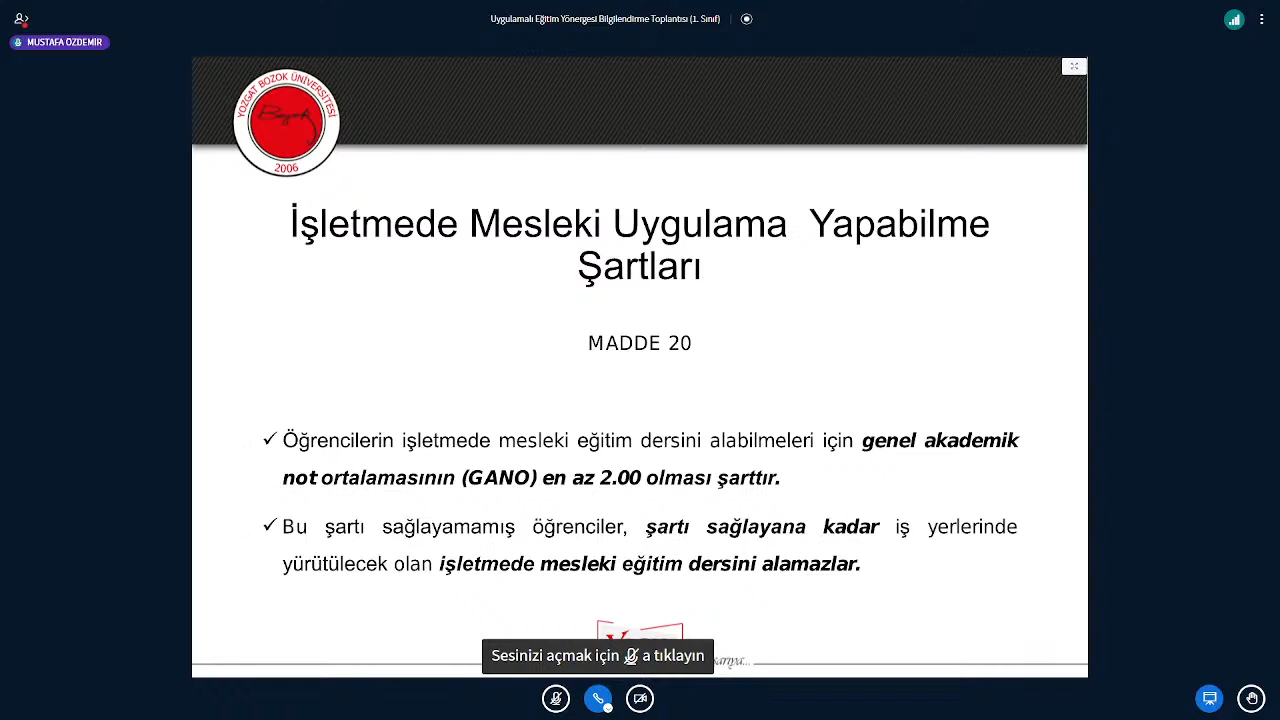 Uygulamalı Eğitim Yönergesi Bilgilendirme Toplantısı (1. Sınıf)
MUSTAFA ÖZDEMİR
YOZGAT BOZOK ÜNİVERSİTESİ
Bozok
2006
İşletmede Mesleki Uygulama Yapabilme
Şartları
MADDE 20
✓ Öğrencilerin işletmede mesleki eğitim dersini alabilmeleri için genel akademik
not ortalamasının (GANO) en az 2.00 olması şarttır.
✓ Bu şartı sağlayamamış öğrenciler, şartı sağlayana kadar iş yerlerinde
yürütülecek olan işletmede mesleki eğitim dersini alamazlar.
Sesinizi açmak için a tıklayın